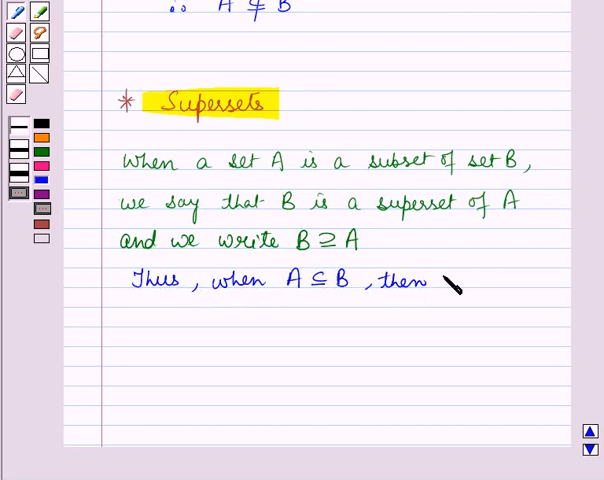 ∴ A ⊈ B
* Supersets
When a set A is a subset of set B,
we say that B is a superset of A
and we write B ⊇ A
Thus, when A ⊆ B, then